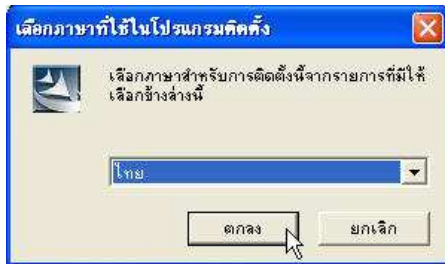 เลือกภาษาที่ใช้ในโปรแกรมติดตั้ง
เลือกภาษาสำหรับการติดตั้งนี้จากรายการที่มีให้
เลือกข้างล่างนี้
ไทย
ตกลง
ยกเลิก